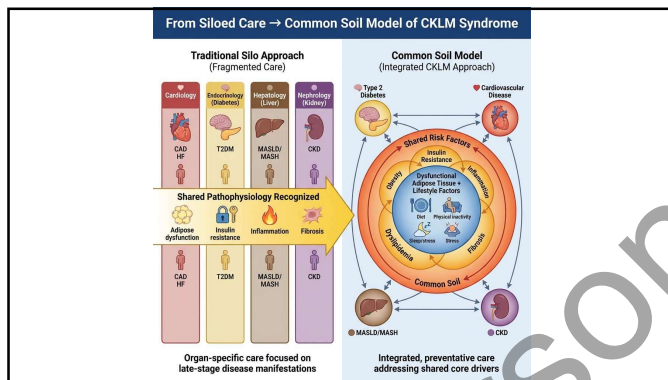 From Siloed Care → Common Soil Model of CKLM Syndrome
Traditional Silo Approach
(Fragmented Care)
Cardiology
Endocrinology
(Diabetes)
Hepatology
(Liver)
Nephrology
(Kidney)
CAD
HF
T2DM
MASLD/
MASH
CKD
Shared Pathophysiology Recognized
Adipose
dysfunction
Insulin
resistance
Inflammation
Fibrosis
CAD
HF
T2DM
MASLD/
MASH
CKD
Organ-specific care focused on
late-stage disease manifestations
Common Soil Model
(Integrated CKLM Approach)
Type 2
Diabetes
Cardiovascular
Disease
Shared Risk Factors
Insulin
Resistance
Obesity
Inflammation
Dysfunctional
Adipose Tissue +
Lifestyle Factors
Diet
Physical inactivity
Sleep/stress
Stress
Dyslipidemia
Fibrosis
Common Soil
MASLD/MASH
CKD
Integrated, preventative care
addressing shared core drivers